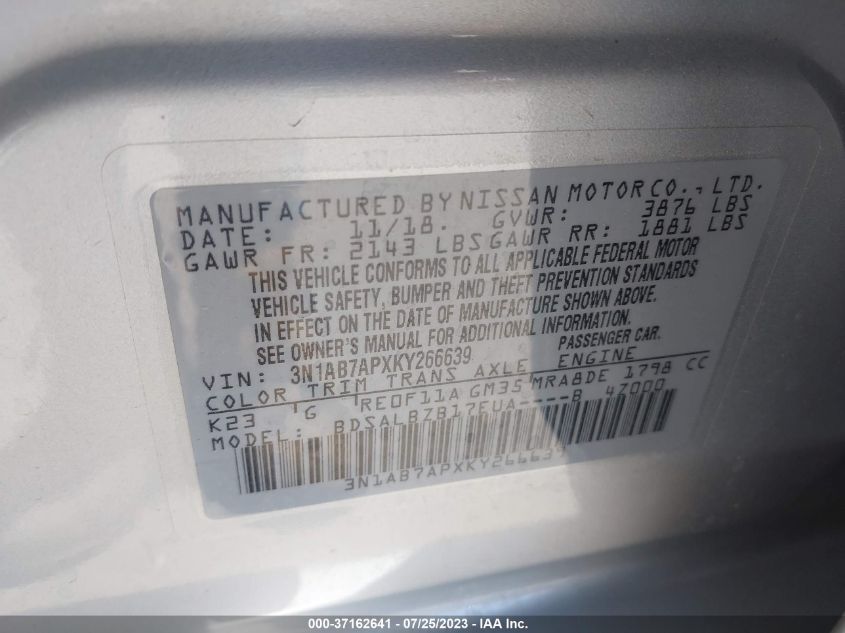 MANUFACTURED BY NISSAN MOTOR CO., LTD.
DATE: 11/18. GVWR: 3876 LBS
GAWR FR: 2143 LBS GAWR RR: 1881 LBS
THIS VEHICLE CONFORMS TO ALL APPLICABLE FEDERAL MOTOR
VEHICLE SAFETY, BUMPER AND THEFT PREVENTION STANDARDS
IN EFFECT ON THE DATE OF MANUFACTURE SHOWN ABOVE.
SEE OWNER'S MANUAL FOR ADDITIONAL INFORMATION.
VIN: 3N1AB7APXKY266639 PASSENGER CAR.
COLOR TRIM TRANS AXLE ENGINE
K23 G RE0F11A GM35 MRA8DE 1798 CC
MODEL: BDSALBZB17EUA----B 47000
3N1AB7APXKY266639
000-37162641 - 07/25/2023 - © IAA, Inc.